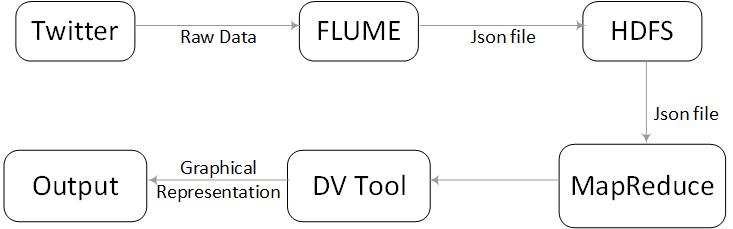 Twitter
Raw Data
FLUME
Json file
HDFS
Json file
MapReduce
DV Tool
Graphical
Representation
Output